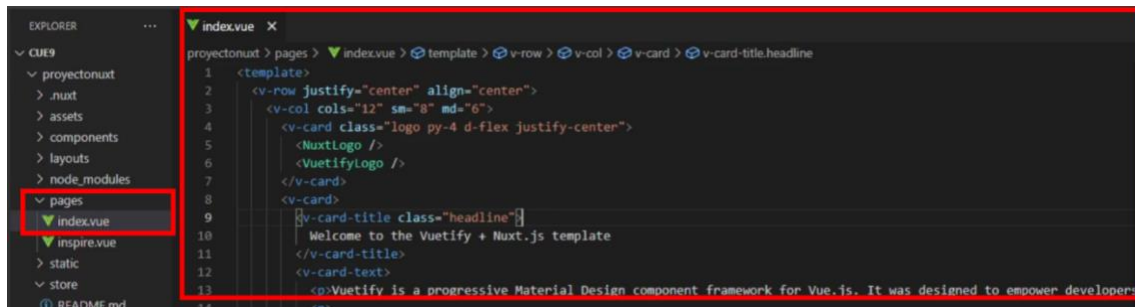 EXPLORER ...
CUE9
proyectonuxt
.nuxt
assets
components
layouts
node_modules
pages
index.vue
inspire.vue
static
store
README.md
index.vue ×
proyectonuxt > pages > index.vue > template > v-row > v-col > v-card > v-card-title.headline
1 <template>
2 <v-row justify="center" align="center">
3 <v-col cols="12" sm="8" md="6">
4 <v-card class="logo py-4 d-flex justify-center">
5 <NuxtLogo />
6 <VuetifyLogo />
7 </v-card>
8 <v-card>
9 <v-card-title class="headline">
10 Welcome to the Vuetify + Nuxt.js template
11 </v-card-title>
12 <v-card-text>
13 <p>Vuetify is a progressive Material Design component framework for Vue.js. It was designed to empower developers